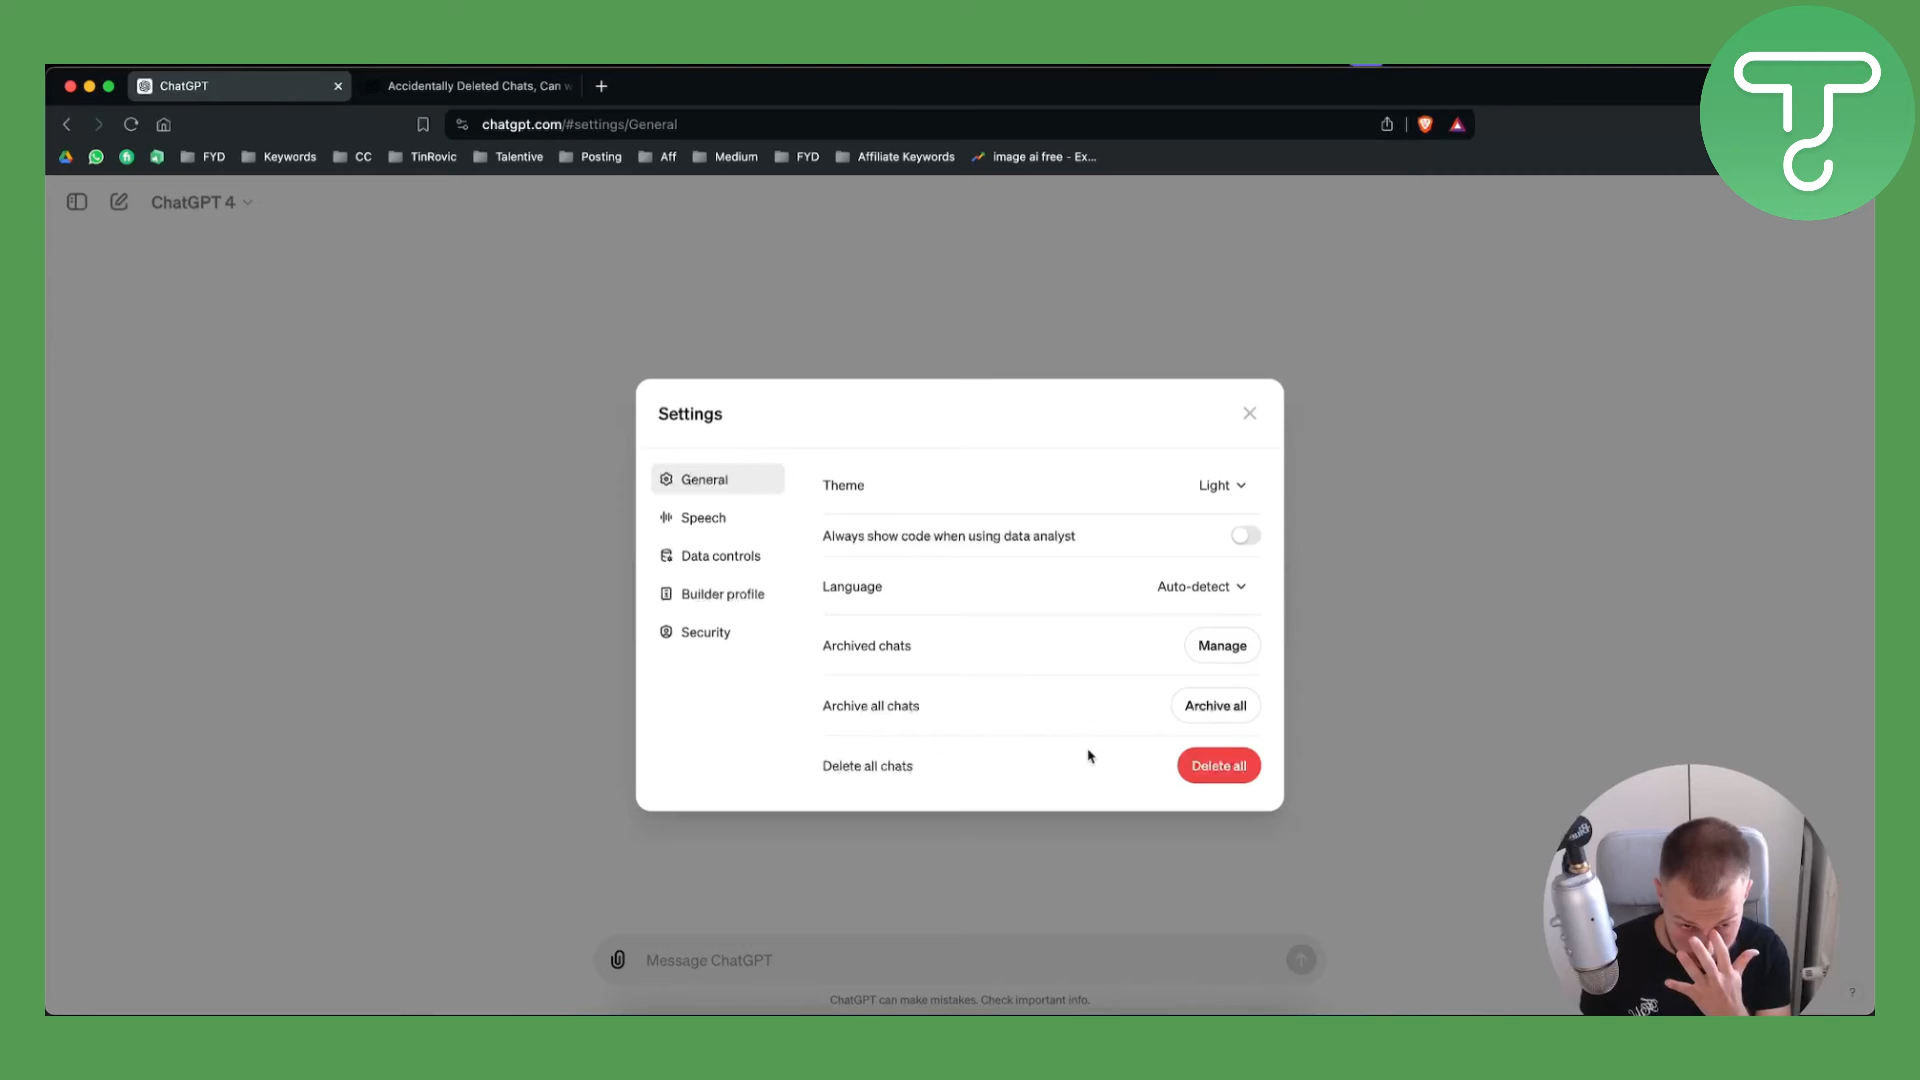 ChatGPT
Accidentally Deleted Chats, Can w
chatgpt.com/#settings/General
FYD Keywords CC TinRovic Talentive Posting Aff Medium FYD Affiliate Keywords image ai free - Ex...
ChatGPT 4
Settings
General
Theme Light
Speech
Always show code when using data analyst
Data controls
Language Auto-detect
Builder profile
Security
Archived chats Manage
Archive all chats Archive all
Delete all chats Delete all
Message ChatGPT
ChatGPT can make mistakes. Check important info.
?